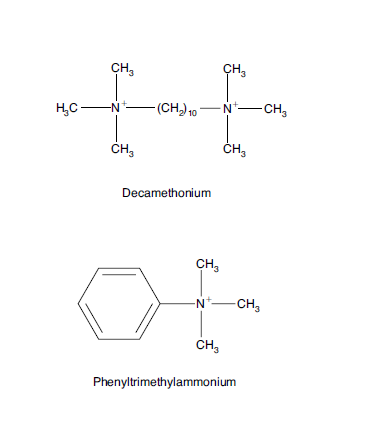 CH₃ CH₃
H₃C N⁺ (CH₂)₁₀ N⁺ CH₃
CH₃ CH₃
Decamethonium
CH₃
N⁺ CH₃
CH₃
Phenyltrimethylammonium